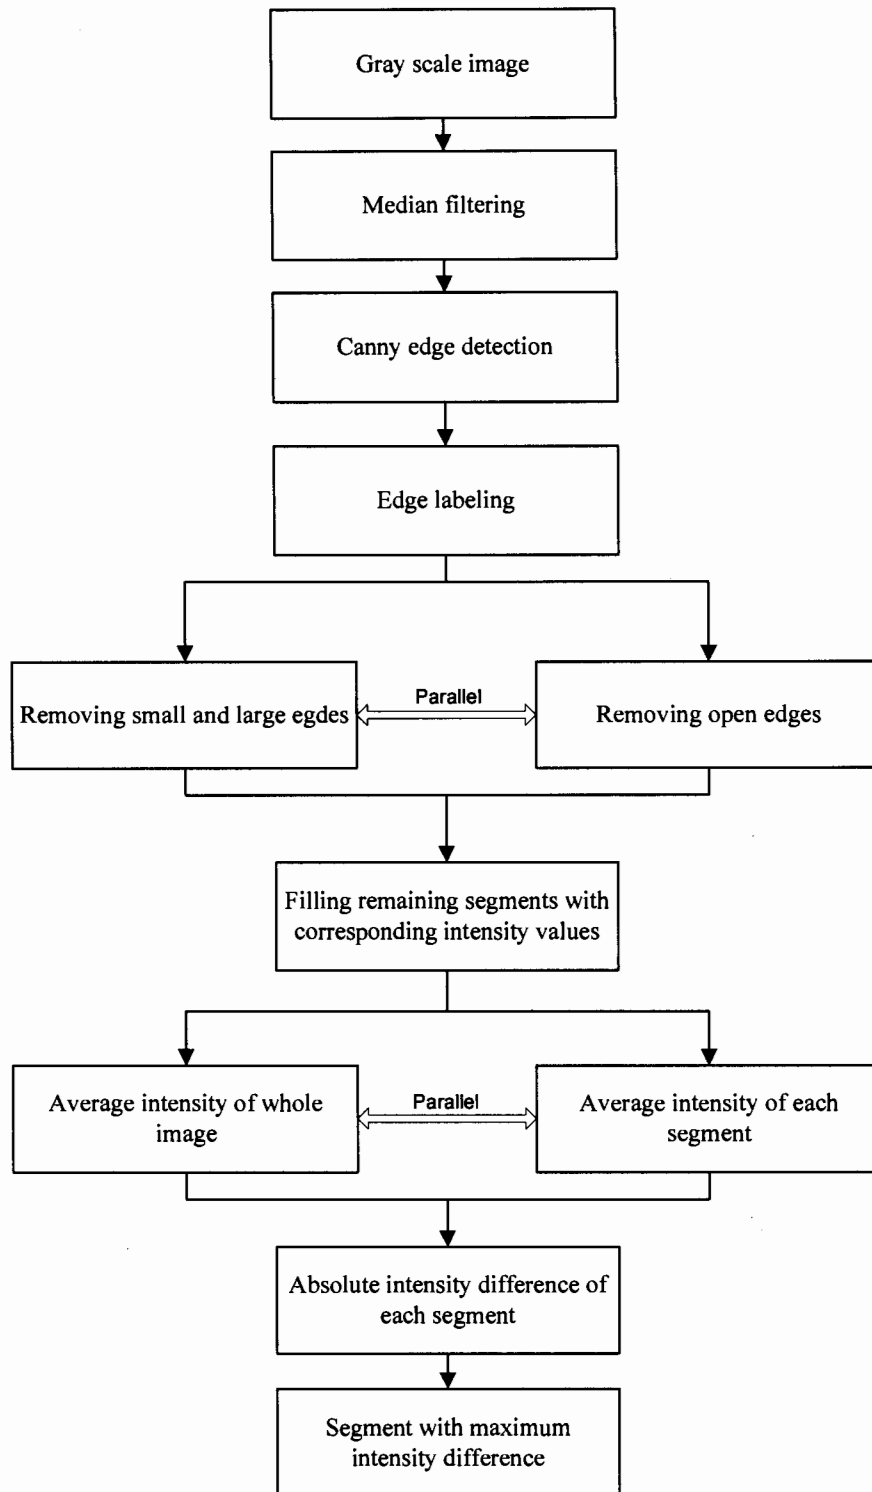 Gray scale image
Median filtering
Canny edge detection
Edge labeling
Removing small and large egdes
Parallel
Removing open edges
Filling remaining segments with
corresponding intensity values
Average intensity of whole
image
Parallel
Average intensity of each
segment
Absolute intensity difference of
each segment
Segment with maximum
intensity difference